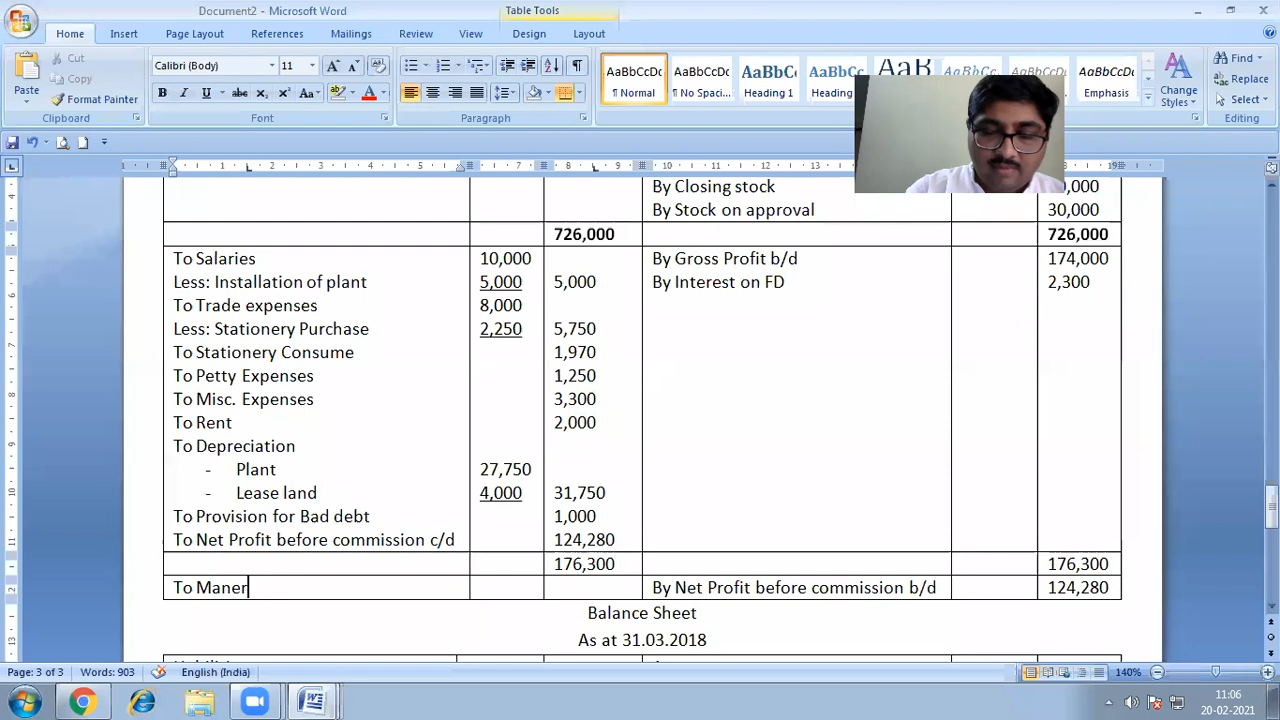 Document2 - Microsoft Word
Table Tools
Home Insert Page Layout References Mailings Review View Design Layout
Cut
Copy
Format Painter
Paste
Calibri (Body) 11
AaBbCcDc AaBbCcDc AaBbCc AaBbCc AaB AaBbCc. AaBbCcDc AaBbCcDc
¶ Normal ¶ No Spaci... Heading 1 Heading Emphasis
Change Styles
Find
Replace
Select
Clipboard Font Paragraph Editing
By Closing stock
By Stock on approval 30,000
726,000 726,000
To Salaries 10,000 By Gross Profit b/d 174,000
Less: Installation of plant 5,000 5,000 By Interest on FD 2,300
To Trade expenses 8,000
Less: Stationery Purchase 2,250 5,750
To Stationery Consume 1,970
To Petty Expenses 1,250
To Misc. Expenses 3,300
To Rent 2,000
To Depreciation
- Plant 27,750
- Lease land 4,000 31,750
To Provision for Bad debt 1,000
To Net Profit before commission c/d 124,280
176,300 176,300
To Maner By Net Profit before commission b/d 124,280
Balance Sheet
As at 31.03.2018
Page: 3 of 3 Words: 903 English (India) 140%
11:06
20-02-2021